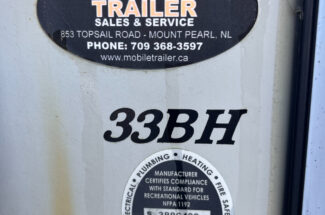 TRAILER
SALES & SERVICE
853 TOPSAIL ROAD - MOUNT PEARL, NL
PHONE: 709 368-3597
www.mobiletrailer.ca
33BH
ELECTRICAL • PLUMBING • HEATING • FIRE SAFETY
MANUFACTURER
CERTIFIES COMPLIANCE
WITH STANDARD FOR
RECREATIONAL VEHICLES
NFPA 1192